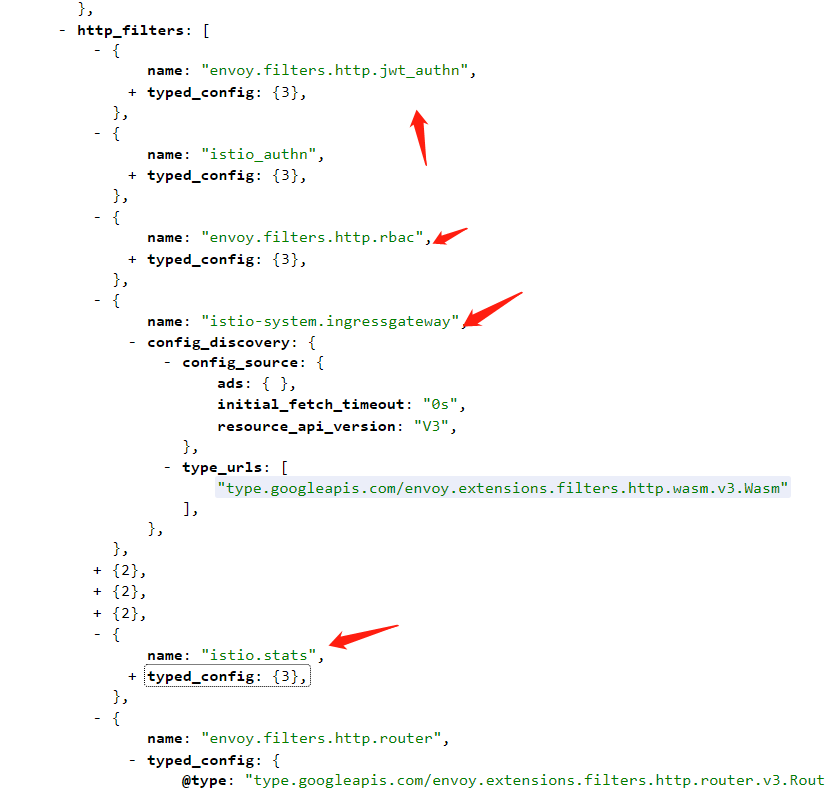 },
- http_filters: [
- {
name: "envoy.filters.http.jwt_authn",
+ typed_config: {3},
},
- {
name: "istio_authn",
+ typed_config: {3},
},
- {
name: "envoy.filters.http.rbac",
+ typed_config: {3},
},
- {
name: "istio-system.ingressgateway",
- config_discovery: {
- config_source: {
ads: { },
initial_fetch_timeout: "0s",
resource_api_version: "V3",
},
- type_urls: [
"type.googleapis.com/envoy.extensions.filters.http.wasm.v3.Wasm"
],
},
},
+ {2},
+ {2},
+ {2},
- {
name: "istio.stats",
+ typed_config: {3},
},
- {
name: "envoy.filters.http.router",
- typed_config: {
@type: "type.googleapis.com/envoy.extensions.filters.http.router.v3.Rout